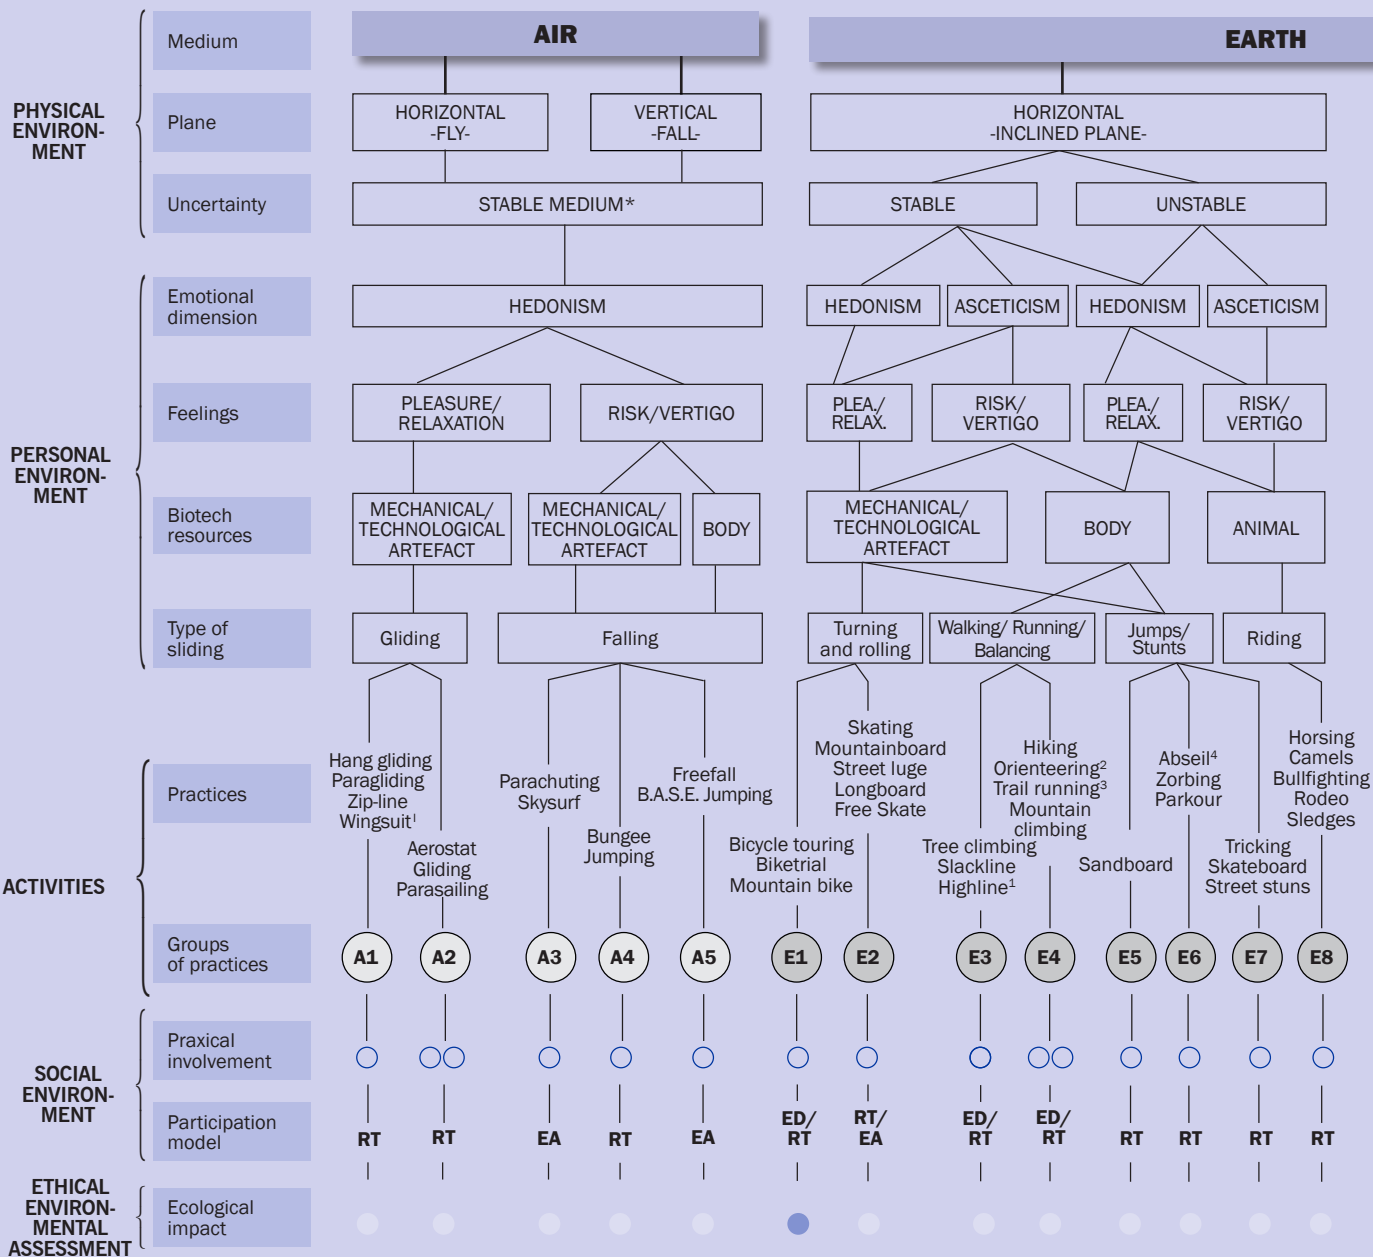 Medium
AIR
EARTH
PHYSICAL
ENVIRON-
MENT
Plane
HORIZONTAL
-FLY-
VERTICAL
-FALL-
HORIZONTAL
-INCLINED PLANE-
Uncertainty
STABLE MEDIUM*
STABLE
UNSTABLE
PERSONAL
ENVIRON-
MENT
Emotional
dimension
HEDONISM
HEDONISM
ASCETICISM
HEDONISM
ASCETICISM
Feelings
PLEASURE/
RELAXATION
RISK/VERTIGO
PLEA./
RELAX.
RISK/
VERTIGO
PLEA./
RELAX.
RISK/
VERTIGO
Biotech
resources
MECHANICAL/
TECHNOLOGICAL
ARTEFACT
MECHANICAL/
TECHNOLOGICAL
ARTEFACT
BODY
MECHANICAL/
TECHNOLOGICAL
ARTEFACT
BODY
ANIMAL
Type of
sliding
Gliding
Falling
Turning
and rolling
Walking/ Running/
Balancing
Jumps/
Stunts
Riding
ACTIVITIES
Practices
Hang gliding
Paragliding
Zip-line
Wingsuit¹
Aerostat
Gliding
Parasailing
Parachuting
Skysurf
Bungee
Jumping
Freefall
B.A.S.E. Jumping
Bicycle touring
Biketrial
Mountain bike
Skating
Mountainboard
Street luge
Longboard
Free Skate
Tree climbing
Slackline
Highline¹
Hiking
Orienteering²
Trail running³
Mountain
climbing
Sandboard
Abseil⁴
Zorbing
Parkour
Tricking
Skateboard
Street stuns
Horsing
Camels
Bullfighting
Rodeo
Sledges
Groups
of practices
A1
A2
A3
A4
A5
E1
E2
E3
E4
E5
E6
E7
E8
SOCIAL
ENVIRON-
MENT
Praxical
involvement
Participation
model
RT
RT
EA
RT
EA
ED/
RT
RT/
EA
ED/
RT
ED/
RT
RT
RT
RT
RT
ETHICAL
ENVIRON-
MENTAL
ASSESSMENT
Ecological
impact